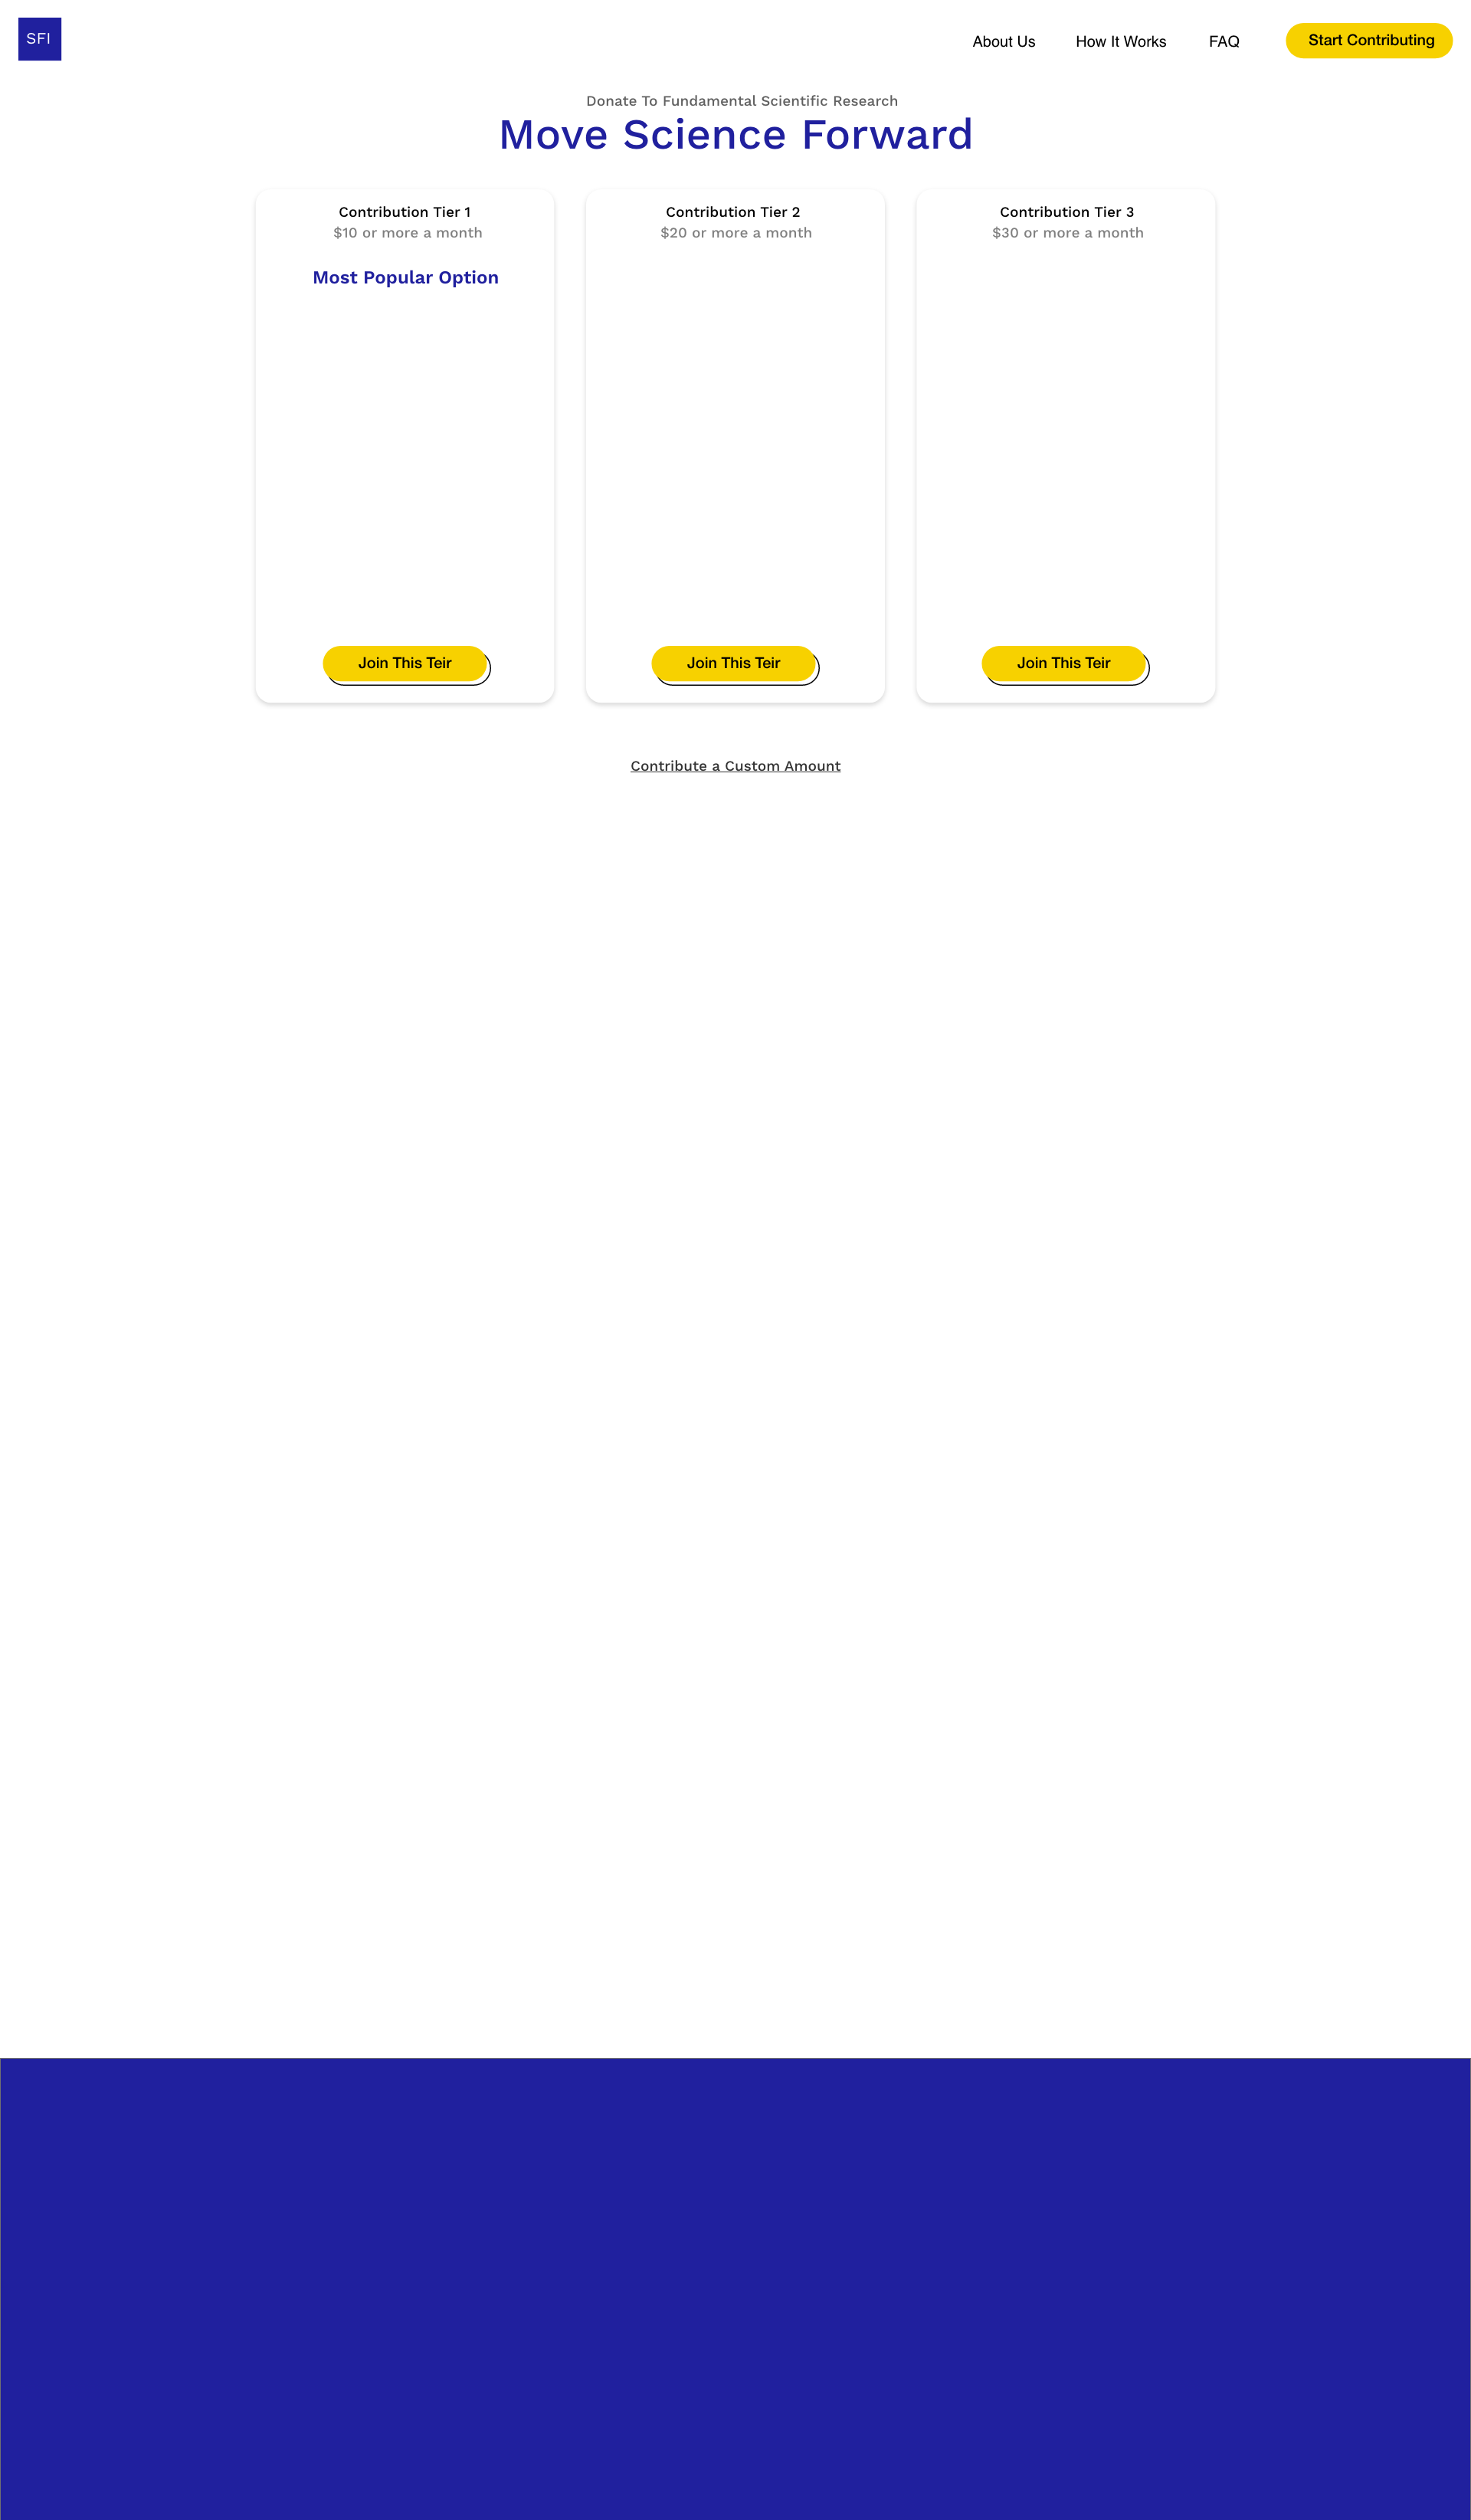 SFI
About Us
How It Works
FAQ
Start Contributing
Donate To Fundamental Scientific Research
Move Science Forward
Contribution Tier 1
$10 or more a month
Most Popular Option
Join This Teir
Contribution Tier 2
$20 or more a month
Join This Teir
Contribution Tier 3
$30 or more a month
Join This Teir
Contribute a Custom Amount